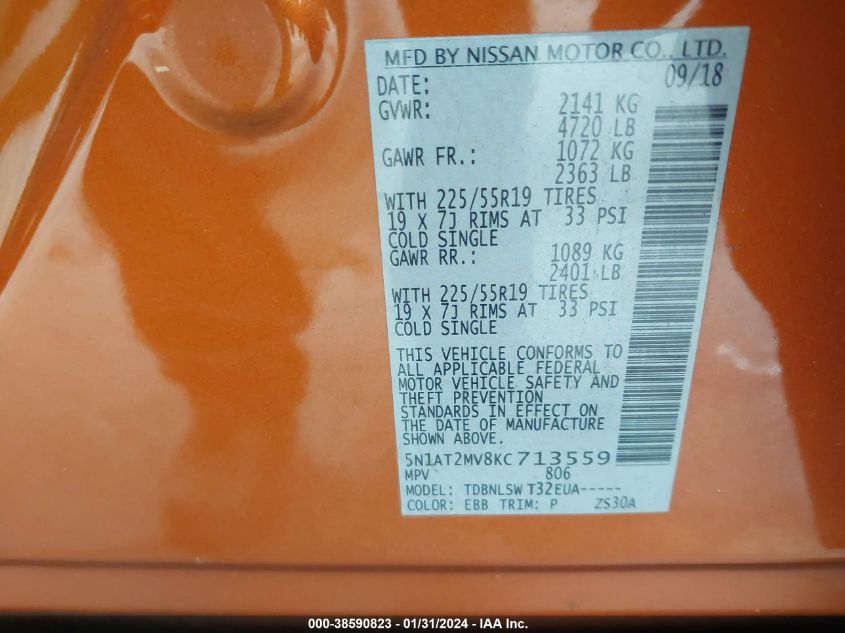 MFD BY NISSAN MOTOR CO., LTD.
DATE: 09/18
GVWR: 2141 KG
4720 LB
GAWR FR.: 1072 KG
2363 LB
WITH 225/55R19 TIRES
19 X 7J RIMS AT 33 PSI
COLD SINGLE
GAWR RR.: 1089 KG
2401 LB
WITH 225/55R19 TIRES
19 X 7J RIMS AT 33 PSI
COLD SINGLE
THIS VEHICLE CONFORMS TO
ALL APPLICABLE FEDERAL
MOTOR VEHICLE SAFETY AND
THEFT PREVENTION
STANDARDS IN EFFECT ON
THE DATE OF MANUFACTURE
SHOWN ABOVE.
5N1AT2MV8KC713559
MPV 806
MODEL: TDBNLSW T32EUA-----
COLOR: EBB TRIM: P ZS30A
000-38590823 - 01/31/2024 - IAA Inc.